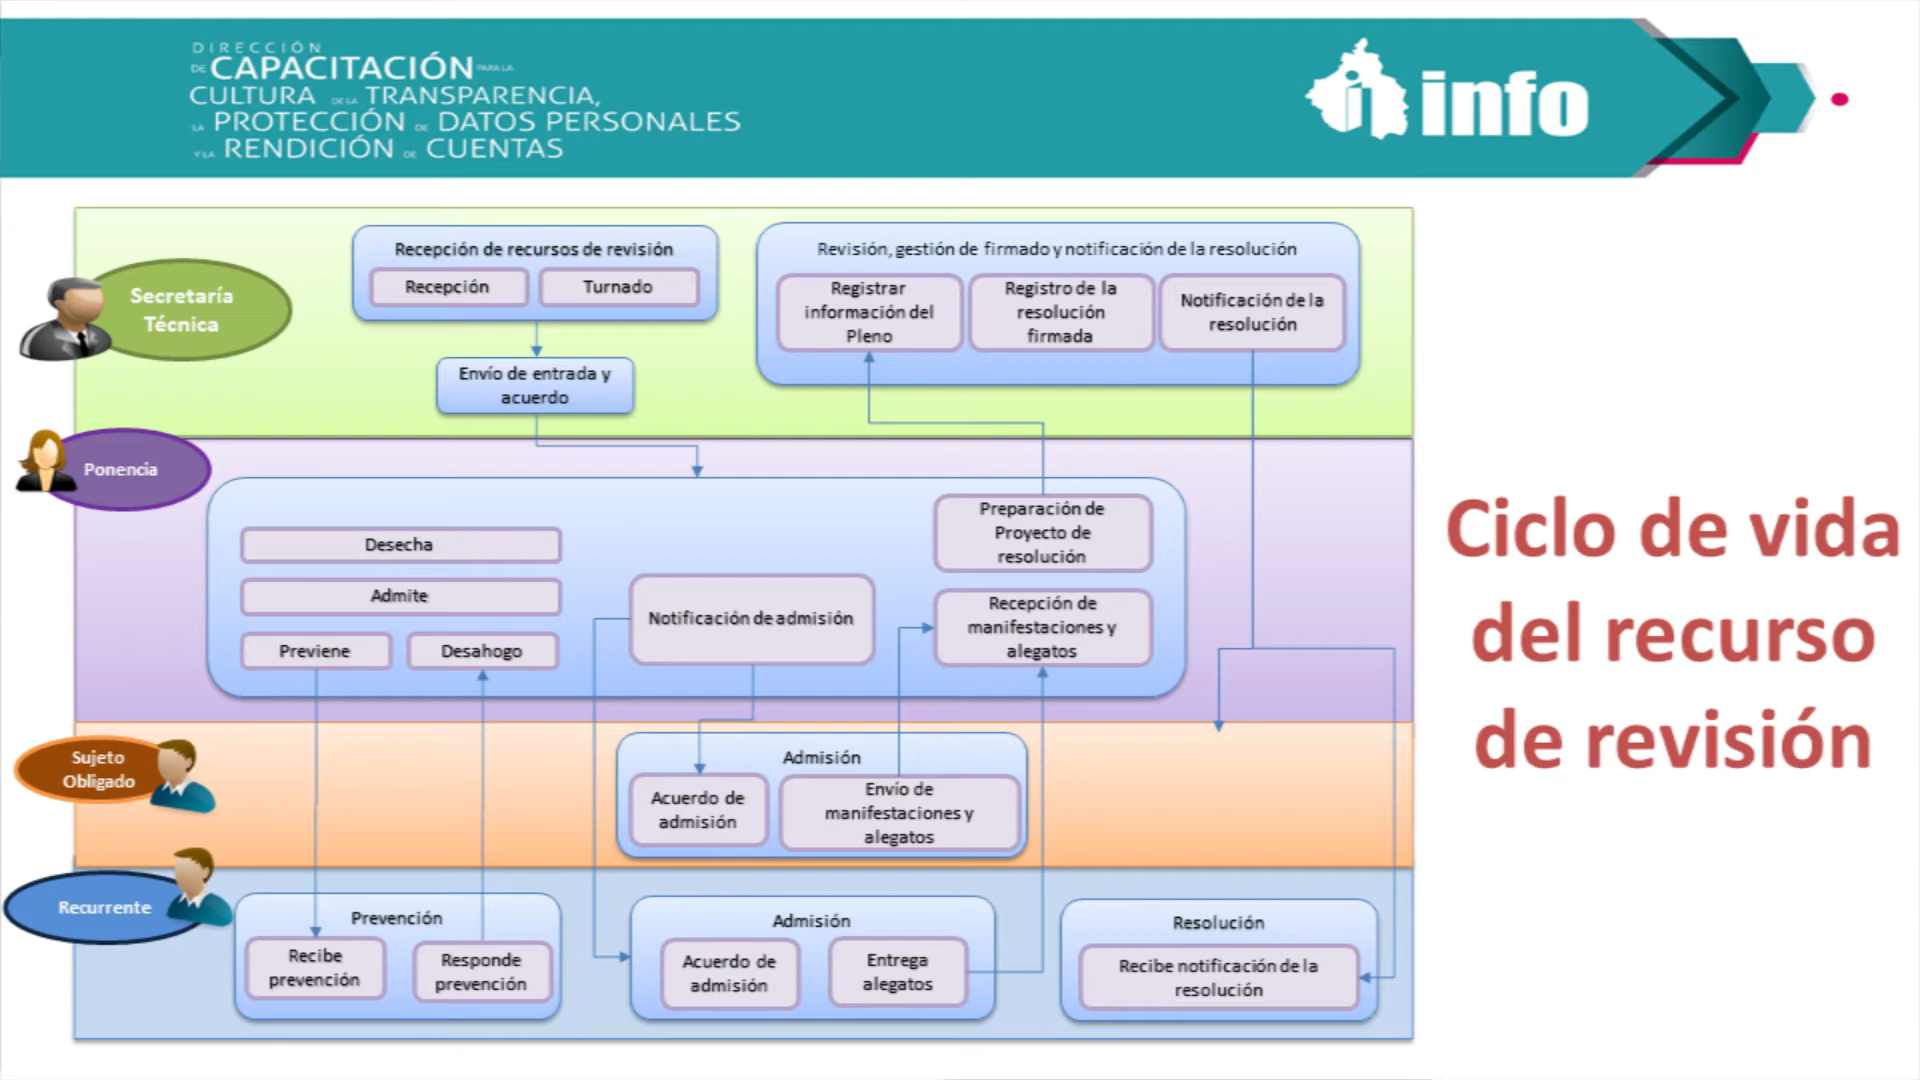 DIRECCIÓN
DE CAPACITACIÓN PARA LA
CULTURA DE LA TRANSPARENCIA,
LA PROTECCIÓN DE DATOS PERSONALES
Y LA RENDICIÓN DE CUENTAS
info
Secretaría
Técnica
Recepción de recursos de revisión
Recepción
Turnado
Envío de entrada y
acuerdo
Revisión, gestión de firmado y notificación de la resolución
Registrar
información del
Pleno
Registro de la
resolución
firmada
Notificación de la
resolución
Ponencia
Desecha
Admite
Previene
Desahogo
Notificación de admisión
Preparación de
Proyecto de
resolución
Recepción de
manifestaciones y
alegatos
Sujeto
Obligado
Admisión
Acuerdo de
admisión
Envío de
manifestaciones y
alegatos
Recurrente
Prevención
Recibe
prevención
Responde
prevención
Admisión
Acuerdo de
admisión
Entrega
alegatos
Resolución
Recibe notificación de la
resolución
Ciclo de vida
del recurso
de revisión